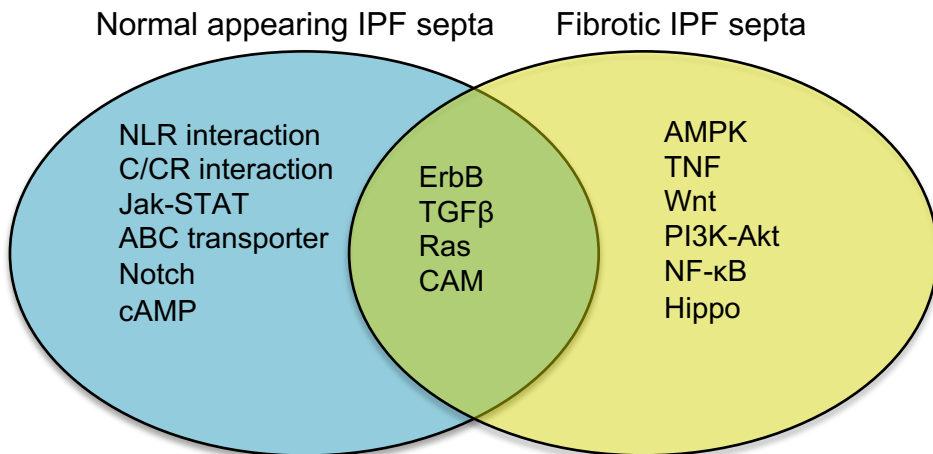 Normal appearing IPF septa
Fibrotic IPF septa
NLR interaction
C/CR interaction
Jak-STAT
ABC transporter
Notch
cAMP
ErbB
TGFβ
Ras
CAM
AMPK
TNF
Wnt
PI3K-Akt
NF-κB
Hippo